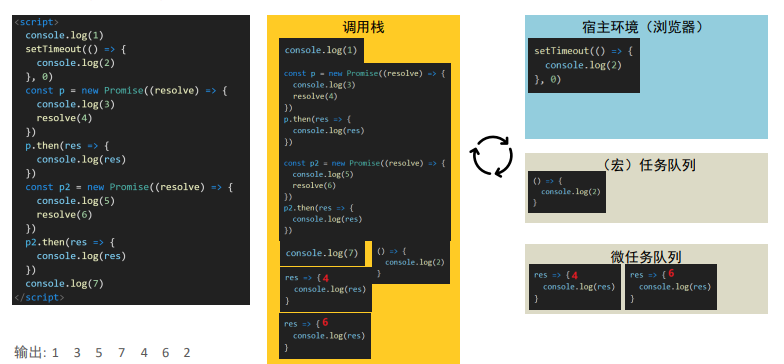 <script>
console.log(1)
setTimeout(() => {
console.log(2)
}, 0)
const p = new Promise((resolve) => {
console.log(3)
resolve(4)
})
p.then(res => {
console.log(res)
})
const p2 = new Promise((resolve) => {
console.log(5)
resolve(6)
})
p2.then(res => {
console.log(res)
})
console.log(7)
</script>
输出: 1 3 5 7 4 6 2
调用栈
console.log(1)
const p = new Promise((resolve) => {
console.log(3)
resolve(4)
})
p.then(res => {
console.log(res)
})
const p2 = new Promise((resolve) => {
console.log(5)
resolve(6)
})
p2.then(res => {
console.log(res)
})
console.log(7)
() => {
console.log(2)
}
res => { 4
console.log(res)
}
res => { 6
console.log(res)
}
宿主环境（浏览器）
setTimeout(() => {
console.log(2)
}, 0)
（宏）任务队列
() => {
console.log(2)
}
微任务队列
res => { 4
console.log(res)
}
res => { 6
console.log(res)
}